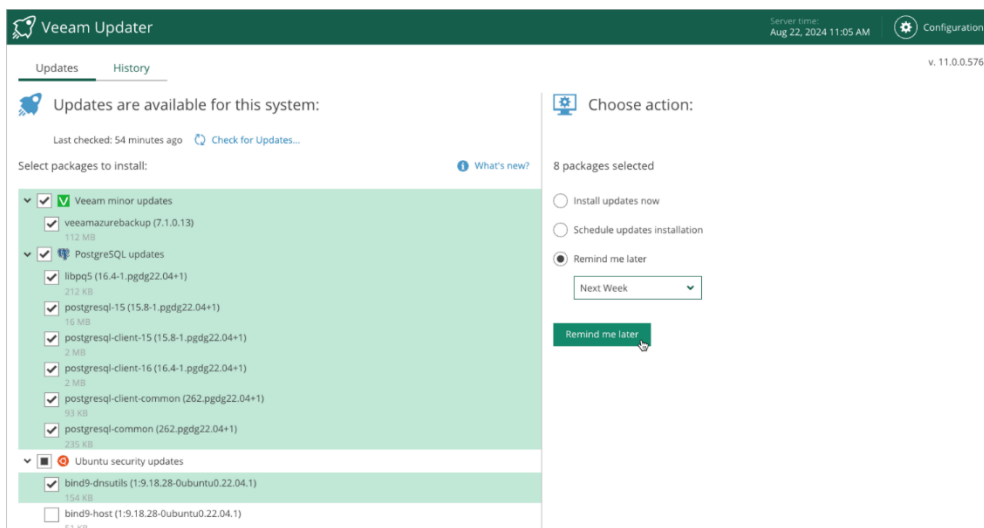 Veeam Updater
Server time:
Aug 22, 2024 11:05 AM
Configuration
Updates
History
v. 11.0.0.576
Updates are available for this system:
Last checked: 54 minutes ago
Check for Updates...
Select packages to install:
What's new?
Veeam minor updates
veeamazurebackup (7.1.0.13)
112 MB
PostgreSQL updates
libpq5 (16.4-1.pgdg22.04+1)
212 KB
postgresql-15 (15.8-1.pgdg22.04+1)
16 MB
postgresql-client-15 (15.8-1.pgdg22.04+1)
2 MB
postgresql-client-16 (16.4-1.pgdg22.04+1)
2 MB
postgresql-client-common (262.pgdg22.04+1)
93 KB
postgresql-common (262.pgdg22.04+1)
235 KB
Ubuntu security updates
bind9-dnsutils (1:9.18.28-0ubuntu0.22.04.1)
154 KB
bind9-host (1:9.18.28-0ubuntu0.22.04.1)
Choose action:
8 packages selected
Install updates now
Schedule updates installation
Remind me later
Next Week
Remind me later